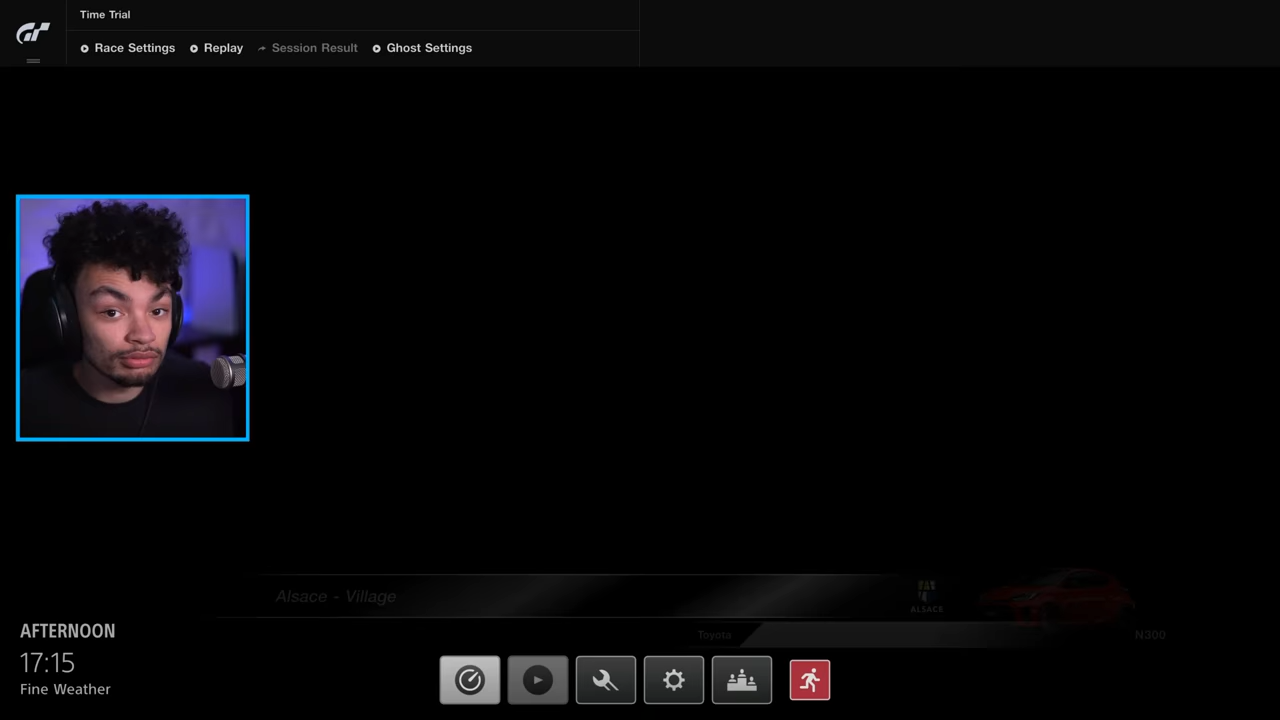 Time Trial
Race Settings Replay Session Result Ghost Settings
Alsace - Village
ALSACE
Toyota N300
AFTERNOON
17:15
Fine Weather